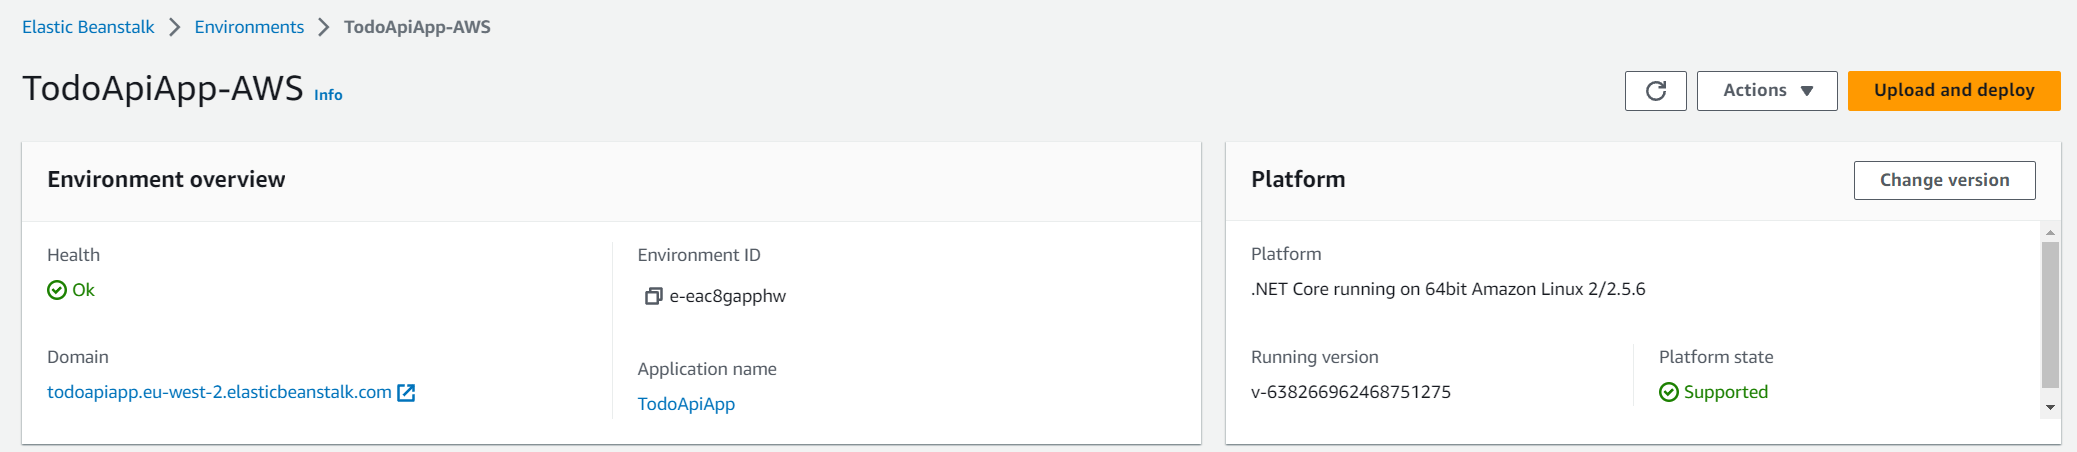 Elastic Beanstalk > Environments > TodoApiApp-AWS
TodoApiApp-AWS Info
Actions
Upload and deploy
Environment overview
Health
Ok
Domain
todoapiapp.eu-west-2.elasticbeanstalk.com
Environment ID
e-eac8gapphw
Application name
TodoApiApp
Platform
Change version
Platform
.NET Core running on 64bit Amazon Linux 2/2.5.6
Running version
v-638266962468751275
Platform state
Supported